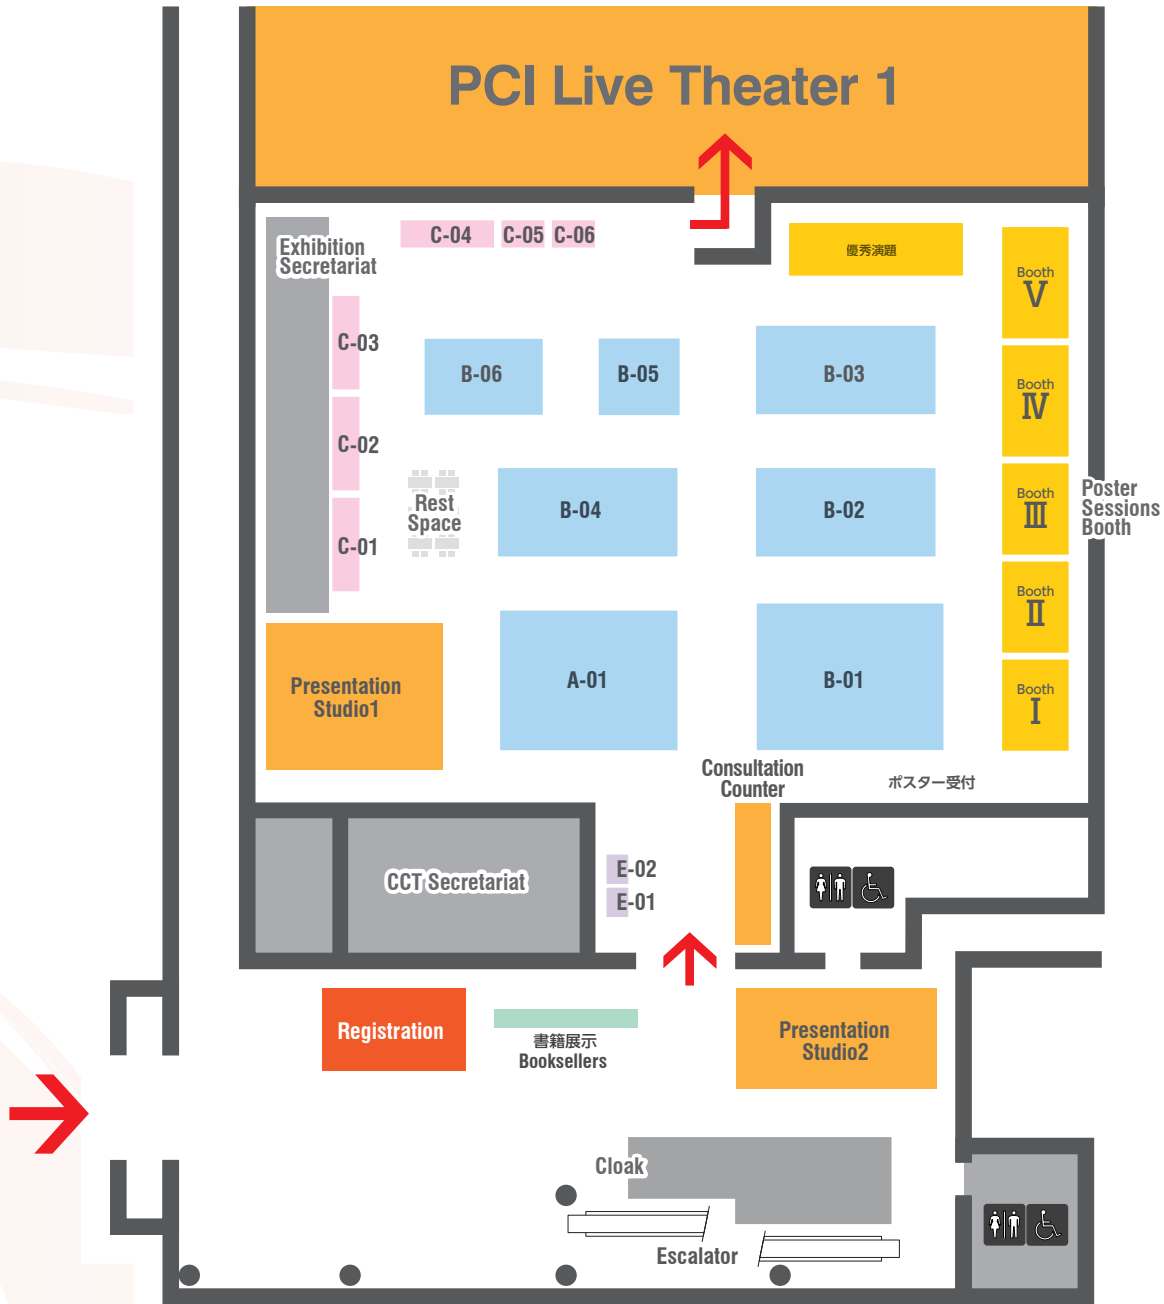 PCI Live Theater 1
Exhibition
Secretariat
C-04
C-05
C-06
優秀演題
Booth
V
C-03
B-06
B-05
B-03
Booth
IV
C-02
Rest
Space
B-04
B-02
Booth
III
Poster
Sessions
Booth
C-01
Booth
II
Presentation
Studio1
A-01
B-01
Booth
I
Consultation
Counter
ポスター受付
CCT Secretariat
E-02
E-01
Registration
書籍展示
Booksellers
Presentation
Studio2
Cloak
Escalator